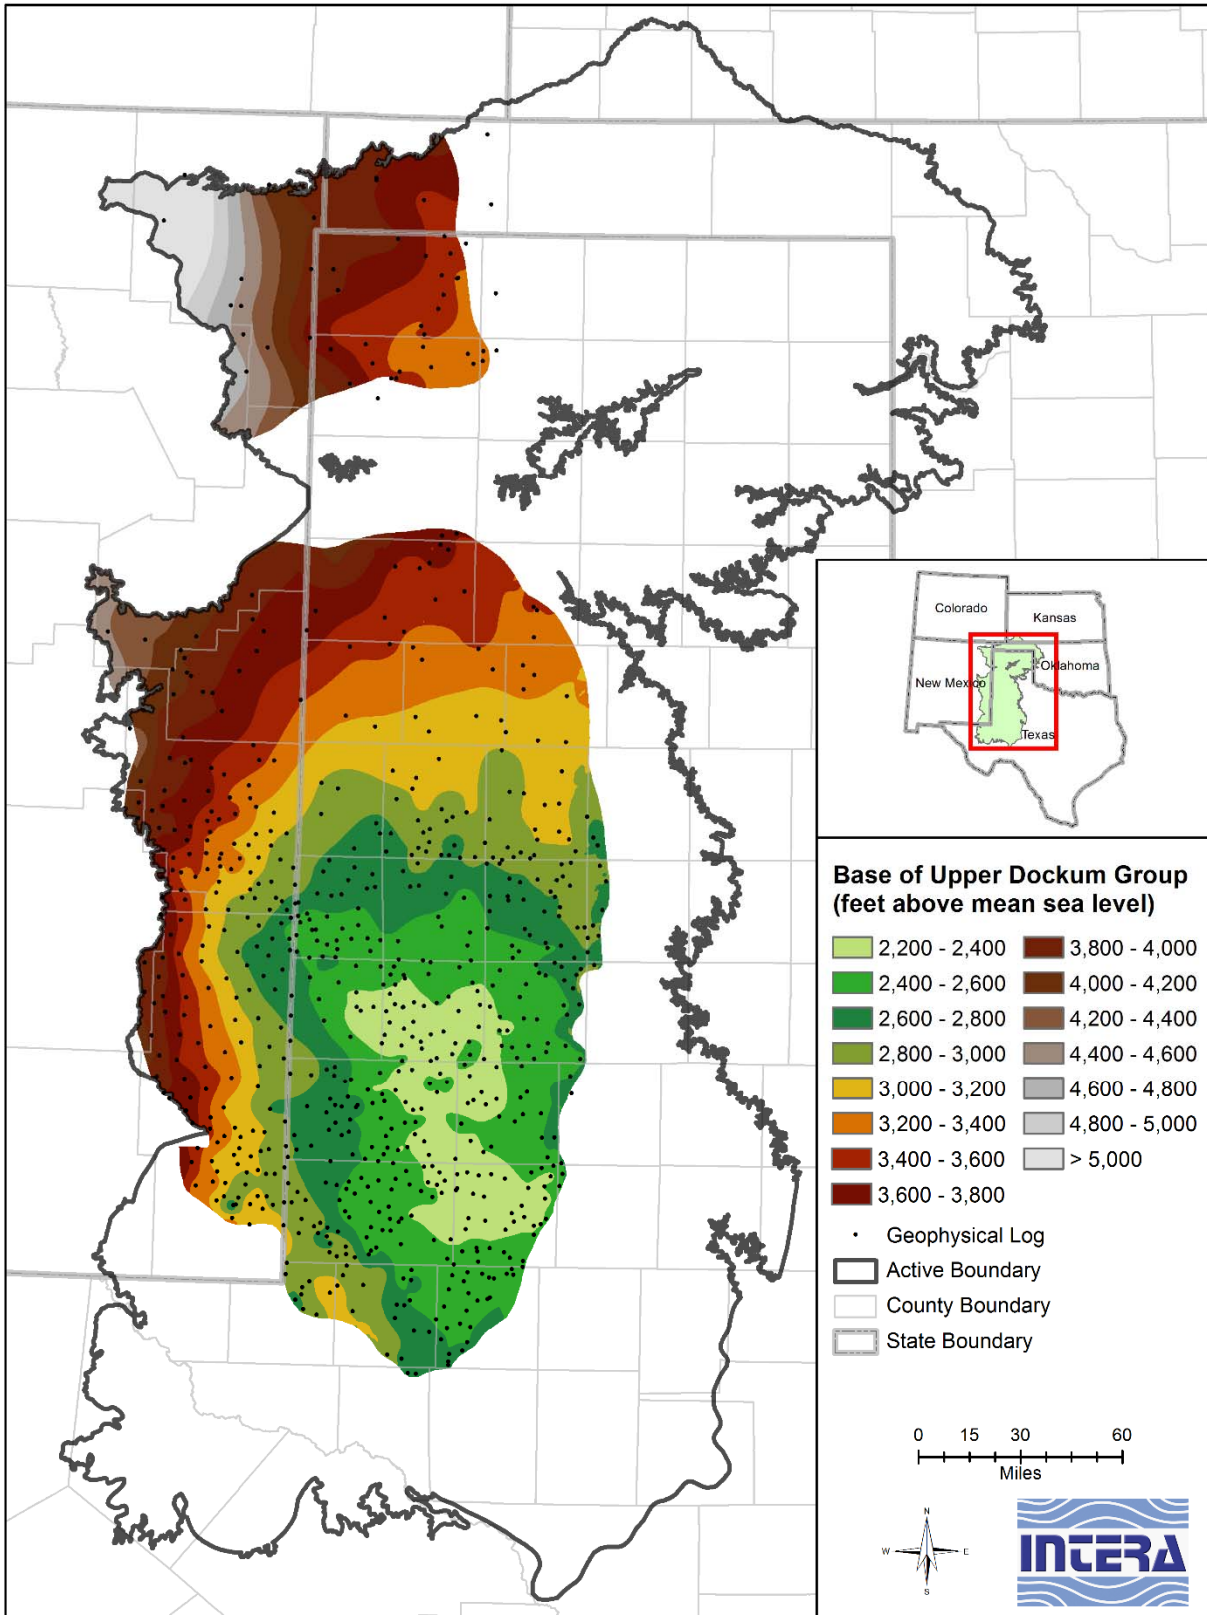 Colorado
Kansas
New Mexico
Oklahoma
Texas
Base of Upper Dockum Group
(feet above mean sea level)
2,200 - 2,400
2,400 - 2,600
2,600 - 2,800
2,800 - 3,000
3,000 - 3,200
3,200 - 3,400
3,400 - 3,600
3,600 - 3,800
3,800 - 4,000
4,000 - 4,200
4,200 - 4,400
4,400 - 4,600
4,600 - 4,800
4,800 - 5,000
> 5,000
Geophysical Log
Active Boundary
County Boundary
State Boundary
0 15 30 60
Miles
N
W E
S
INTERA